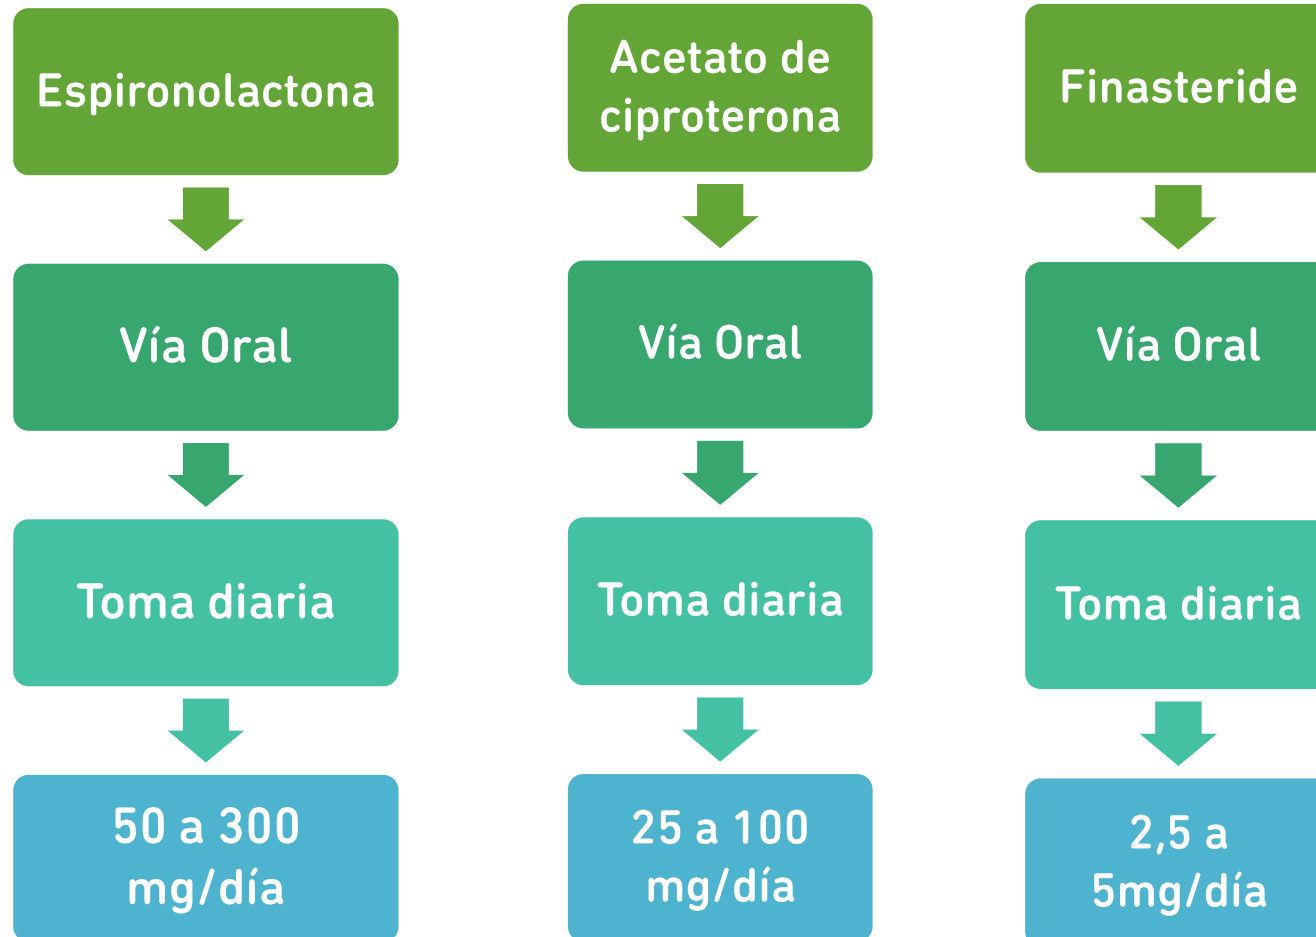 Espironolactona
Vía Oral
Toma diaria
50 a 300
mg/día
Acetato de
ciproterona
Vía Oral
Toma diaria
25 a 100
mg/día
Finasteride
Vía Oral
Toma diaria
2,5 a
5mg/día